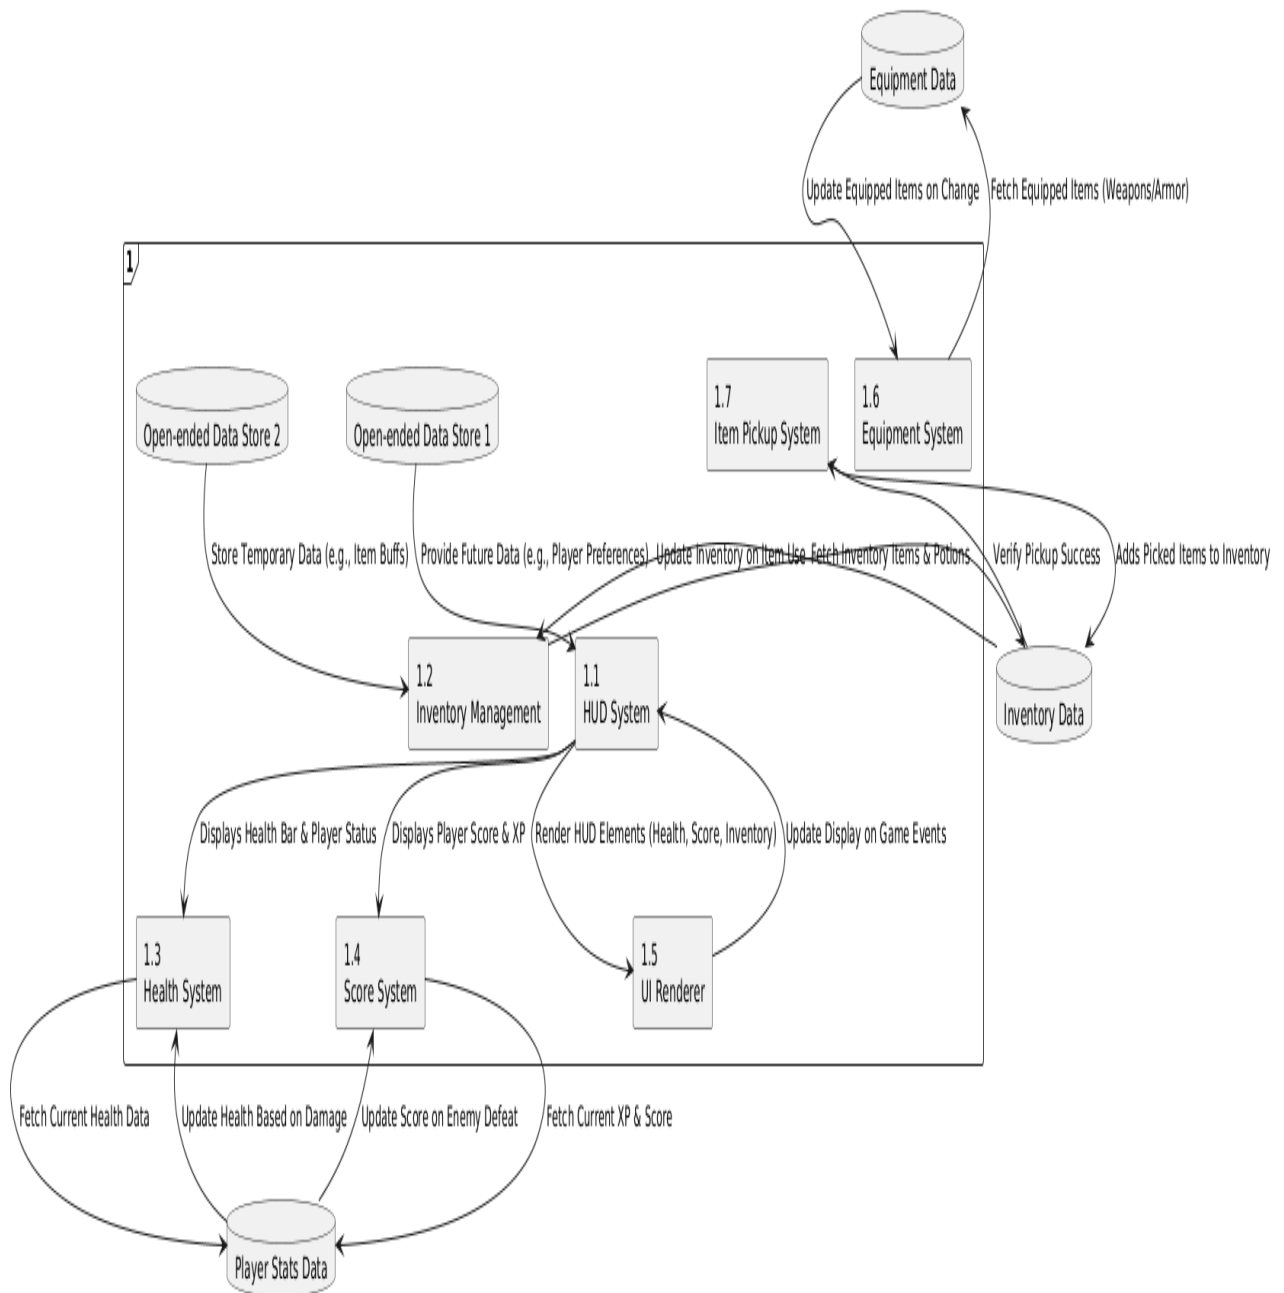 Equipment Data
Update Equipped Items on Change
Fetch Equipped Items (Weapons/Armor)
1
1.7
Item Pickup System
1.6
Equipment System
Open-ended Data Store 2
Open-ended Data Store 1
Store Temporary Data (e.g., Item Buffs)
Provide Future Data (e.g., Player Preferences)
Update Inventory on Item Use
Fetch Inventory Items & Potions
Verify Pickup Success
Adds Picked Items to Inventory
1.2
Inventory Management
1.1
HUD System
Inventory Data
Displays Health Bar & Player Status
Displays Player Score & XP
Render HUD Elements (Health, Score, Inventory)
Update Display on Game Events
1.3
Health System
1.4
Score System
1.5
UI Renderer
Fetch Current Health Data
Update Health Based on Damage
Update Score on Enemy Defeat
Fetch Current XP & Score
Player Stats Data